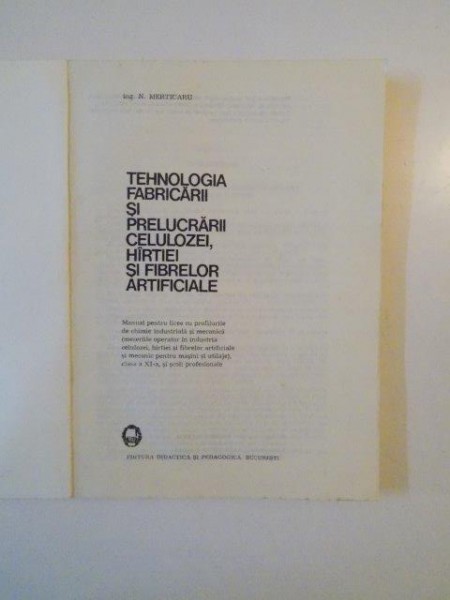 ing. N. MERTICARU
TEHNOLOGIA
FABRICĂRII
ȘI
PRELUCRĂRII
CELULOZEI,
HÎRTIEI
ȘI FIBRELOR
ARTIFICIALE
Manual pentru licee cu profilurile
de chimie industrială și mecanică
(meseriile operator în industria
celulozei, hîrtiei și fibrelor artificiale
și mecanic pentru mașini și utilaje),
clasa a XI-a, și școli profesionale
EDITURA DIDACTICĂ ȘI PEDAGOGICĂ, BUCUREȘTI